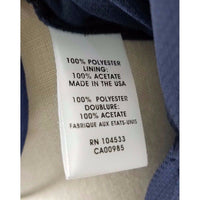 100% POLYESTER
LINING:
100% ACETATE
MADE IN THE USA
100% POLYESTER
DOUBLURE:
100% ACETATE
FABRIQUE AUX ETATS-UNIS
RN 104533
CA00985